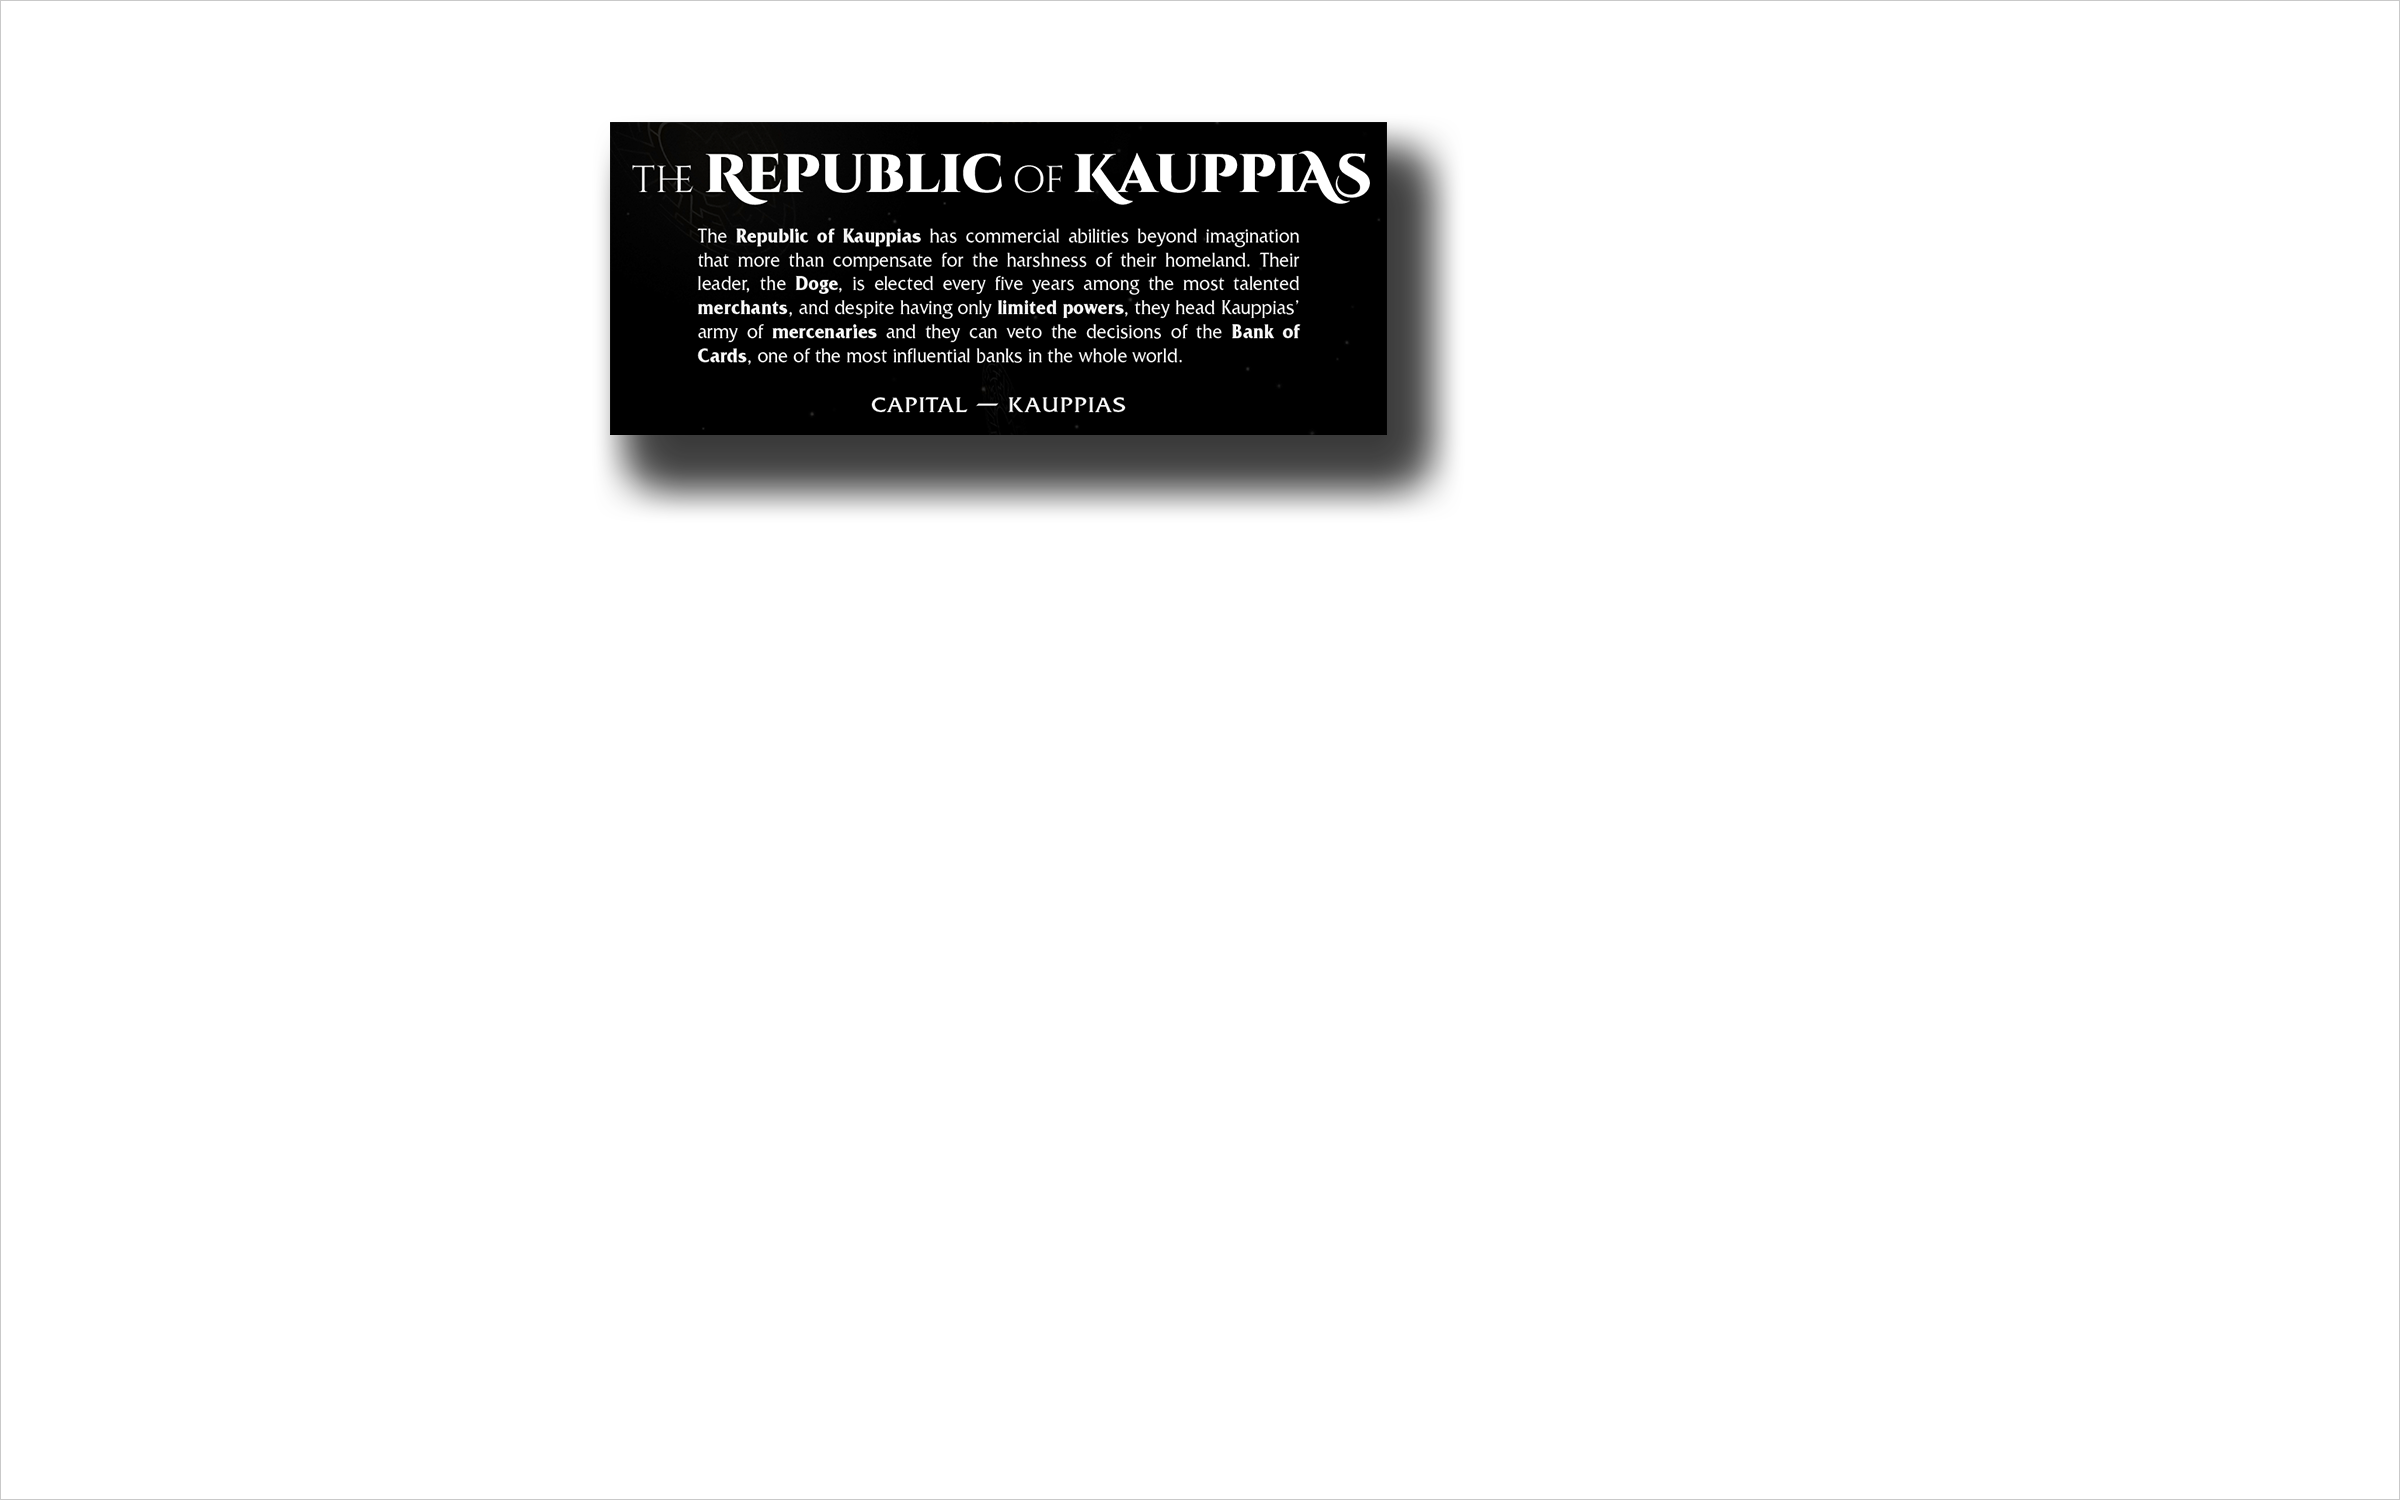 THE REPUBLIC OF KAUPPIAS
The Republic of Kauppias has commercial abilities beyond imagination
that more than compensate for the harshness of their homeland. Their
leader, the Doge, is elected every five years among the most talented
merchants, and despite having only limited powers, they head Kauppias’
army of mercenaries and they can veto the decisions of the Bank of
Cards, one of the most influential banks in the whole world.
CAPITAL — KAUPPIAS